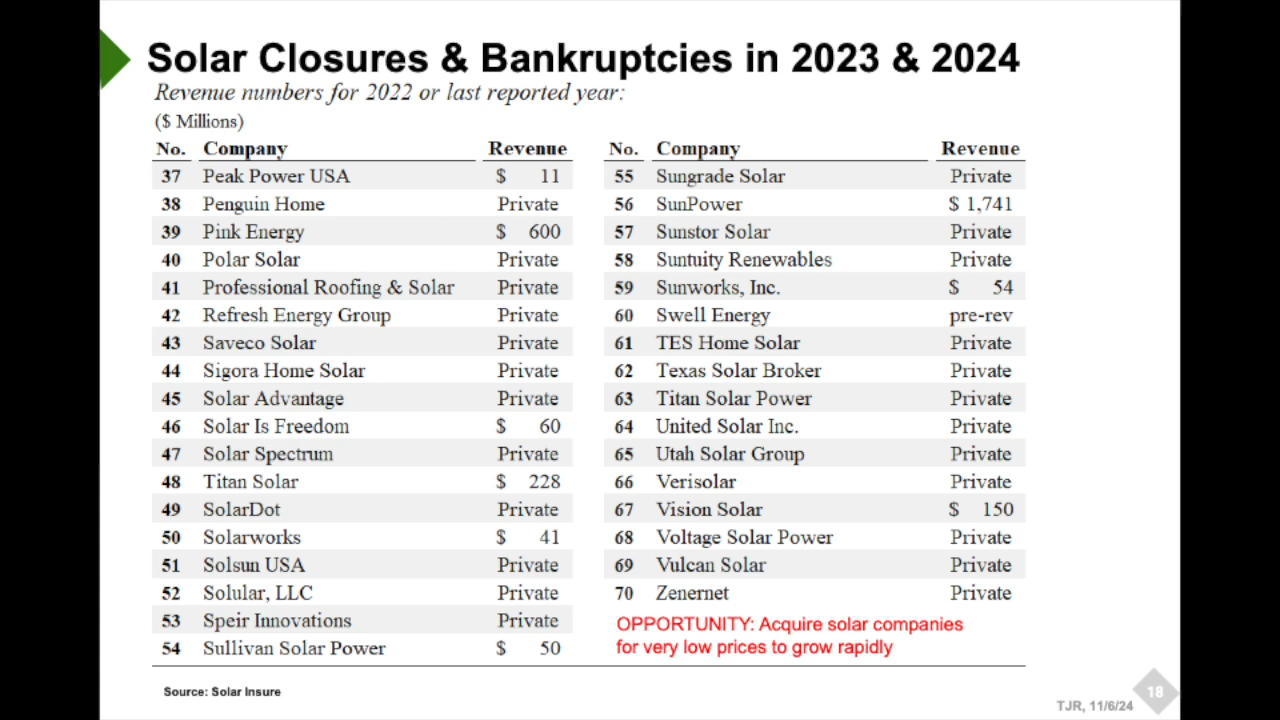 Solar Closures & Bankruptcies in 2023 & 2024
Revenue numbers for 2022 or last reported year:
($ Millions)
No. Company Revenue
37 Peak Power USA $ 11
38 Penguin Home Private
39 Pink Energy $ 600
40 Polar Solar Private
41 Professional Roofing & Solar Private
42 Refresh Energy Group Private
43 Saveco Solar Private
44 Sigora Home Solar Private
45 Solar Advantage Private
46 Solar Is Freedom $ 60
47 Solar Spectrum Private
48 Titan Solar $ 228
49 SolarDot Private
50 Solarworks $ 41
51 Solsun USA Private
52 Solular, LLC Private
53 Speir Innovations Private
54 Sullivan Solar Power $ 50
No. Company Revenue
55 Sungrade Solar Private
56 SunPower $ 1,741
57 Sunstor Solar Private
58 Suntuity Renewables Private
59 Sunworks, Inc. $ 54
60 Swell Energy pre-rev
61 TES Home Solar Private
62 Texas Solar Broker Private
63 Titan Solar Power Private
64 United Solar Inc. Private
65 Utah Solar Group Private
66 Verisolar Private
67 Vision Solar $ 150
68 Voltage Solar Power Private
69 Vulcan Solar Private
70 Zenernet Private
OPPORTUNITY: Acquire solar companies
for very low prices to grow rapidly
Source: Solar Insure
TJR, 11/6/24
18